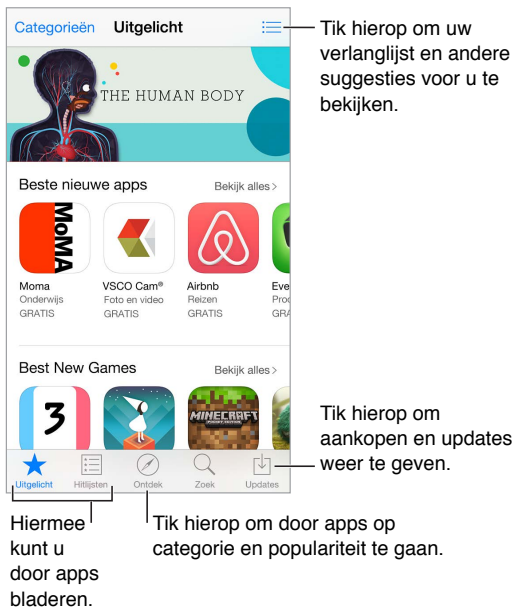 Categorieën Uitgelicht
Tik hierop om uw
verlanglijst en andere
suggesties voor u te
bekijken.
THE HUMAN BODY
Beste nieuwe apps Bekijk alles >
MoMA
Moma VSCO Cam® Airbnb Eve
Onderwijs Foto en video Reizen Prod
GRATIS GRATIS GRATIS GRA
Best New Games Bekijk alles >
3
MINECRAFT
POCKET EDITION
Tik hierop om
aankopen en updates
weer te geven.
Uitgelicht Hitlijsten Ontdek Zoek Updates
Hiermee
kunt u
door apps
bladeren.
Tik hierop om door apps op
categorie en populariteit te gaan.